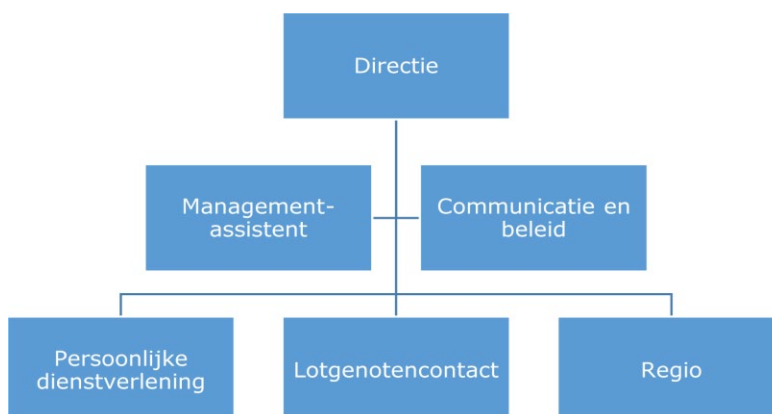 Directie
Management-
assistent
Communicatie en
beleid
Persoonlijke
dienstverlening
Lotgenotencontact
Regio